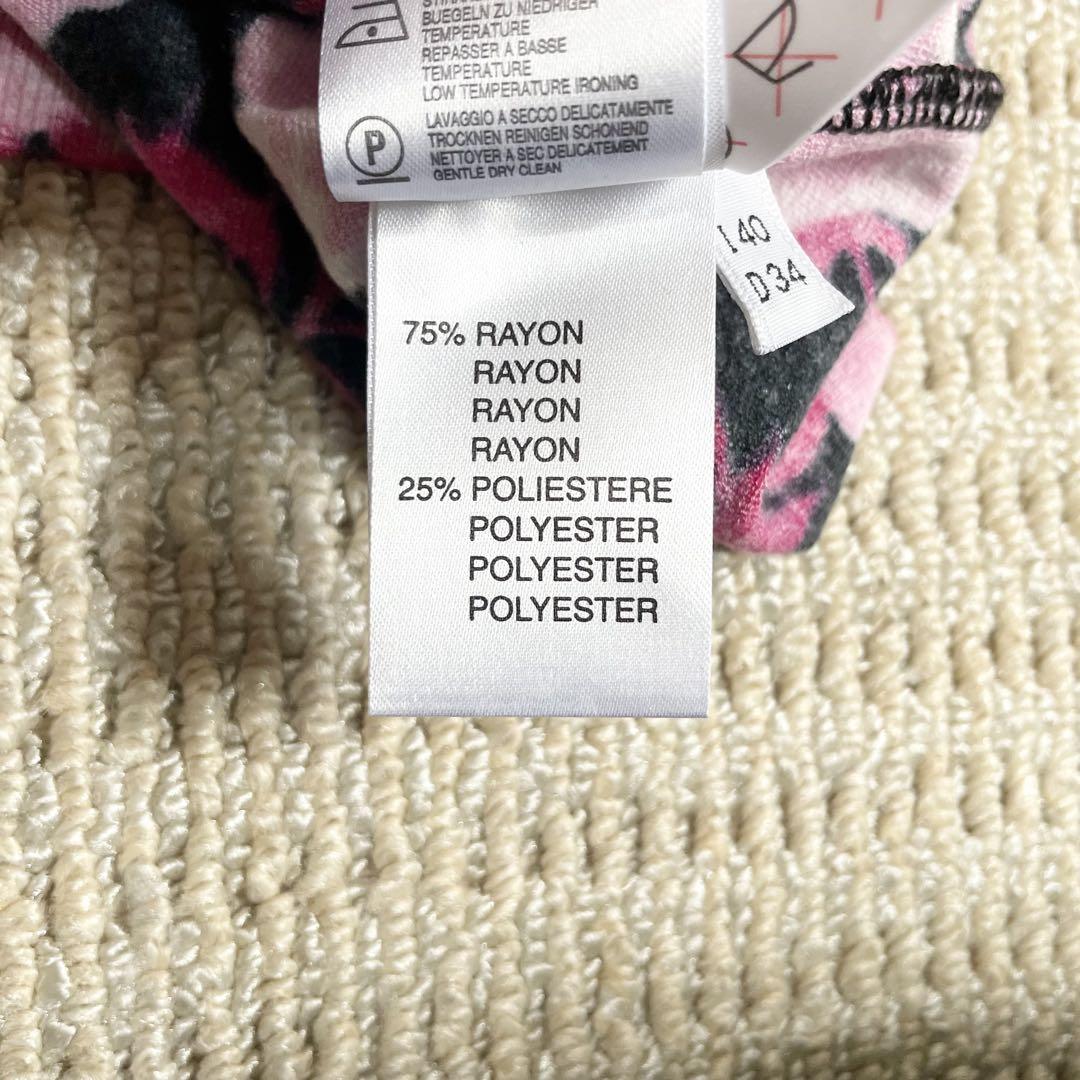 BUEGELN ZU NIEDRIGER
TEMPERATURE
REPASSER A BASSE
TEMPERATURE
LOW TEMPERATURE IRONING
P
LAVAGGIO A SECCO DELICATAMENTE
TROCKNEN REINIGEN SCHONEND
NETTOYER A SEC DELICATEMENT
GENTLE DRY CLEAN
I 40
D34
75% RAYON
RAYON
RAYON
RAYON
25% POLIESTERE
POLYESTER
POLYESTER
POLYESTER